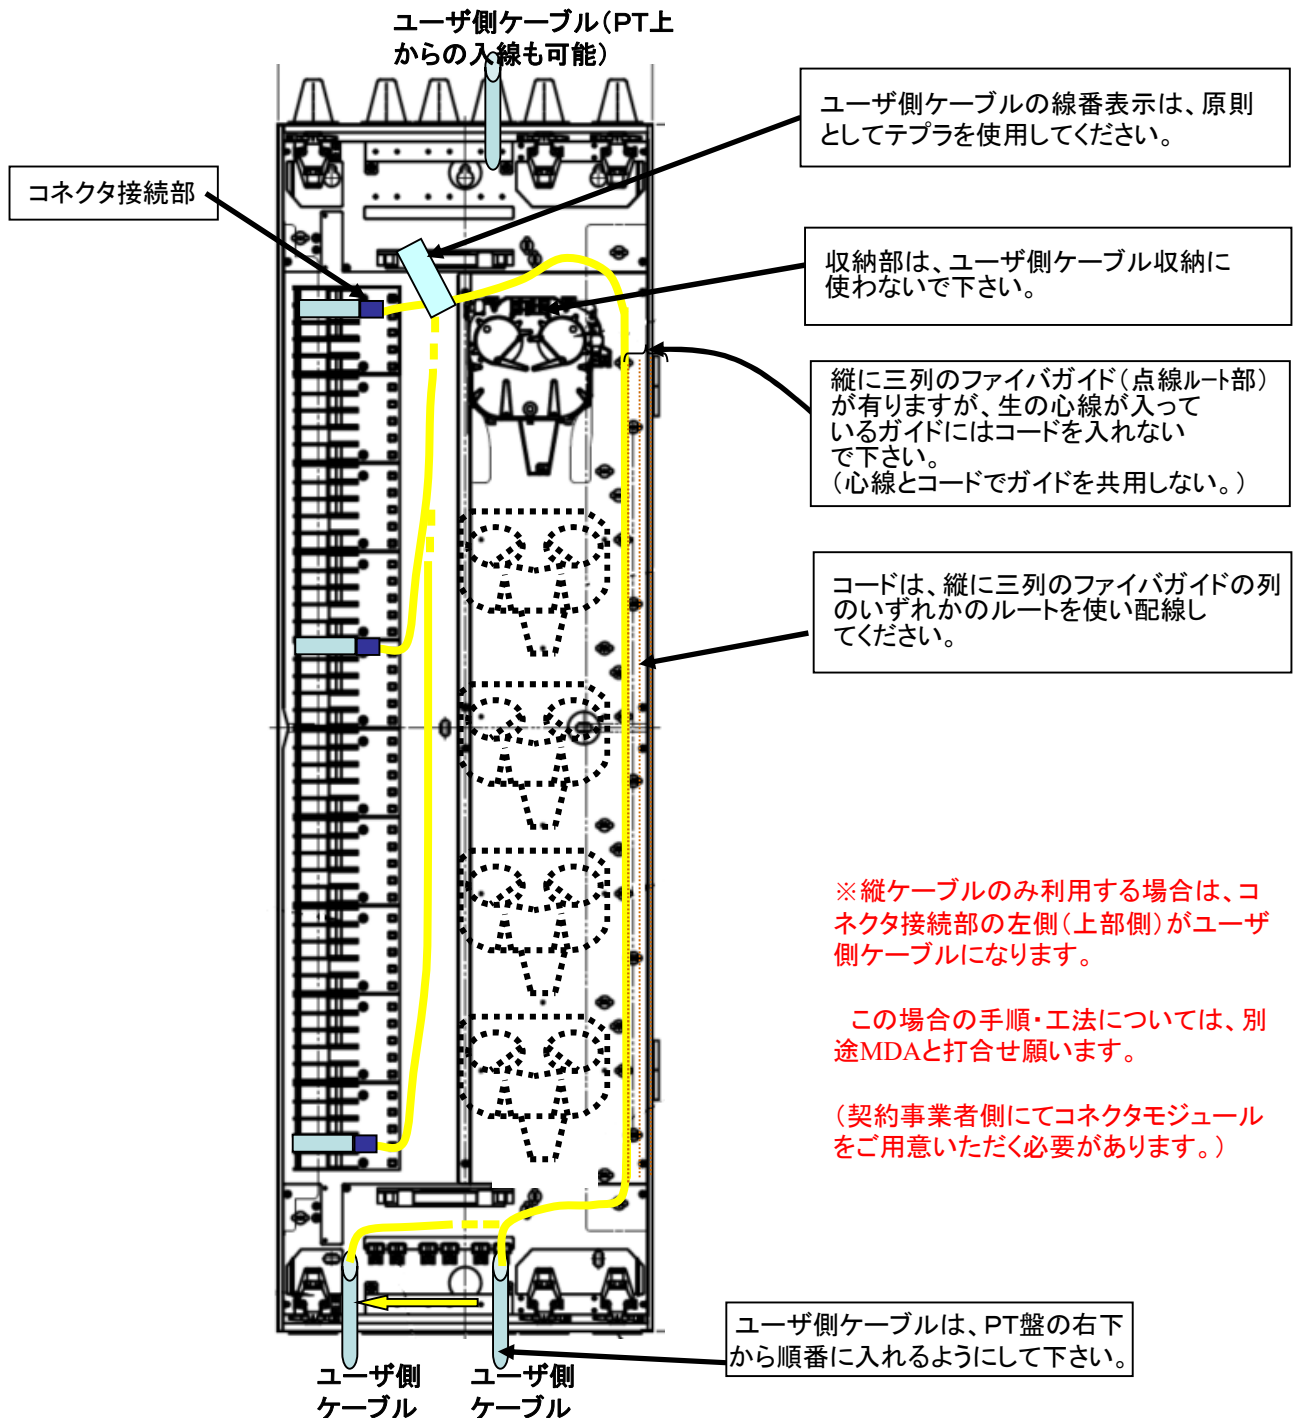 ユーザ側ケーブル(PT上
からの入線も可能)
ユーザ側ケーブルの線番表示は、原則
としてテプラを使用してください。
コネクタ接続部
収納部は、ユーザ側ケーブル収納に
使わないで下さい。
縦に三列のファイバガイド(点線ルート部)
が有りますが、生の心線が入って
いるガイドにはコードを入れない
で下さい。
(心線とコードでガイドを共用しない。)
コードは、縦に三列のファイバガイドの列
のいずれかのルートを使い配線し
てください。
※縦ケーブルのみ利用する場合は、コ
ネクタ接続部の左側(上部側)がユーザ
側ケーブルになります。
この場合の手順・工法については、別
途MDAと打合せ願います。
(契約事業者側にてコネクタモジュール
をご用意いただく必要があります。)
ユーザ側ケーブルは、PT盤の右下
から順番に入れるようにして下さい。
ユーザ側
ケーブル
ユーザ側
ケーブル